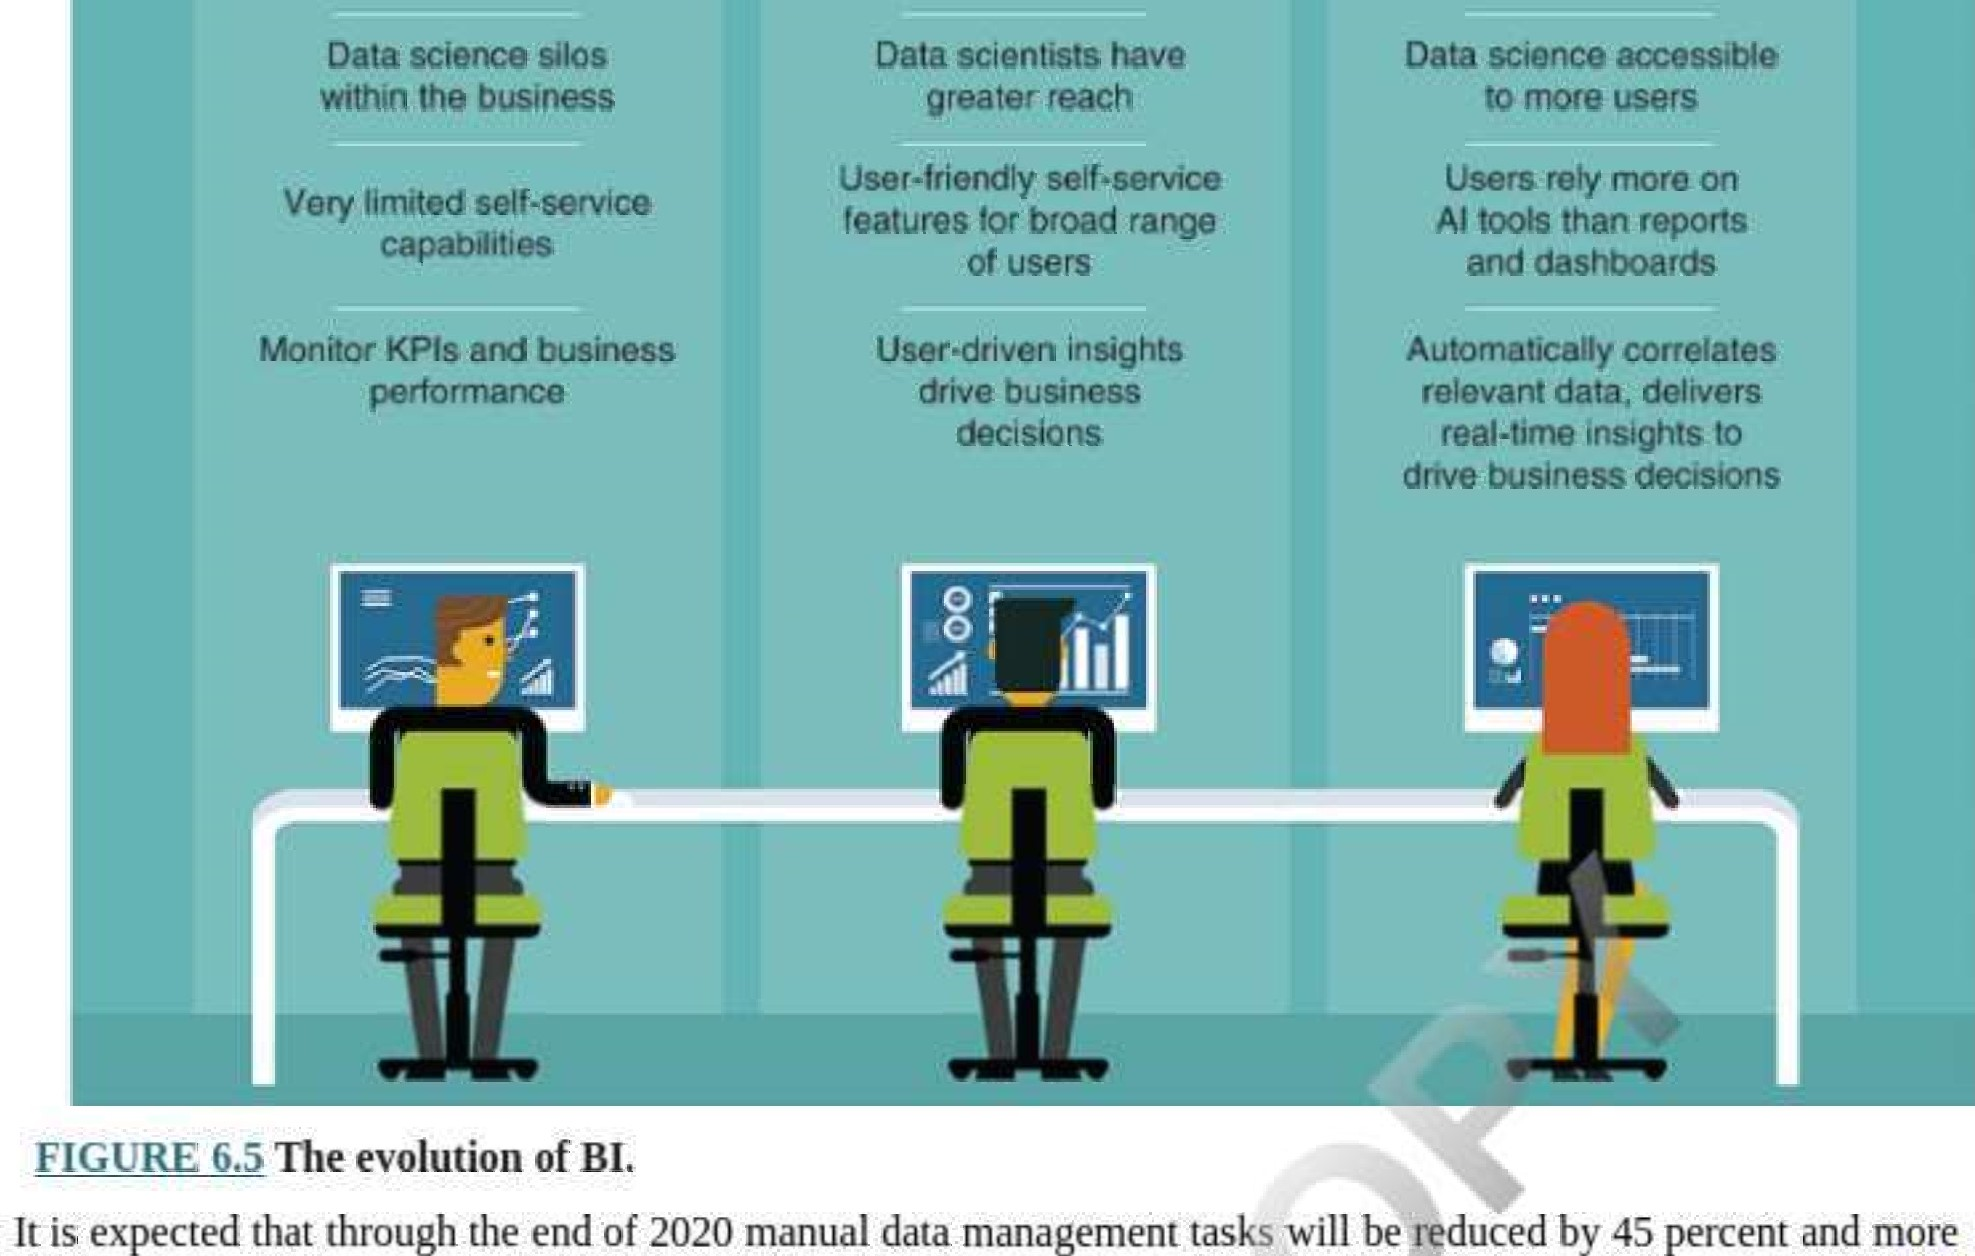 Data science silos
within the business
Very limited self-service
capabilities
Monitor KPIs and business
performance
Data scientists have
greater reach
User-friendly self-service
features for broad range
of users
User-driven insights
drive business
decisions
Data science accessible
to more users
Users rely more on
AI tools than reports
and dashboards
Automatically correlates
relevant data, delivers
real-time insights to
drive business decisions
FIGURE 6.5 The evolution of BI.
It is expected that through the end of 2020 manual data management tasks will be reduced by 45 percent and more